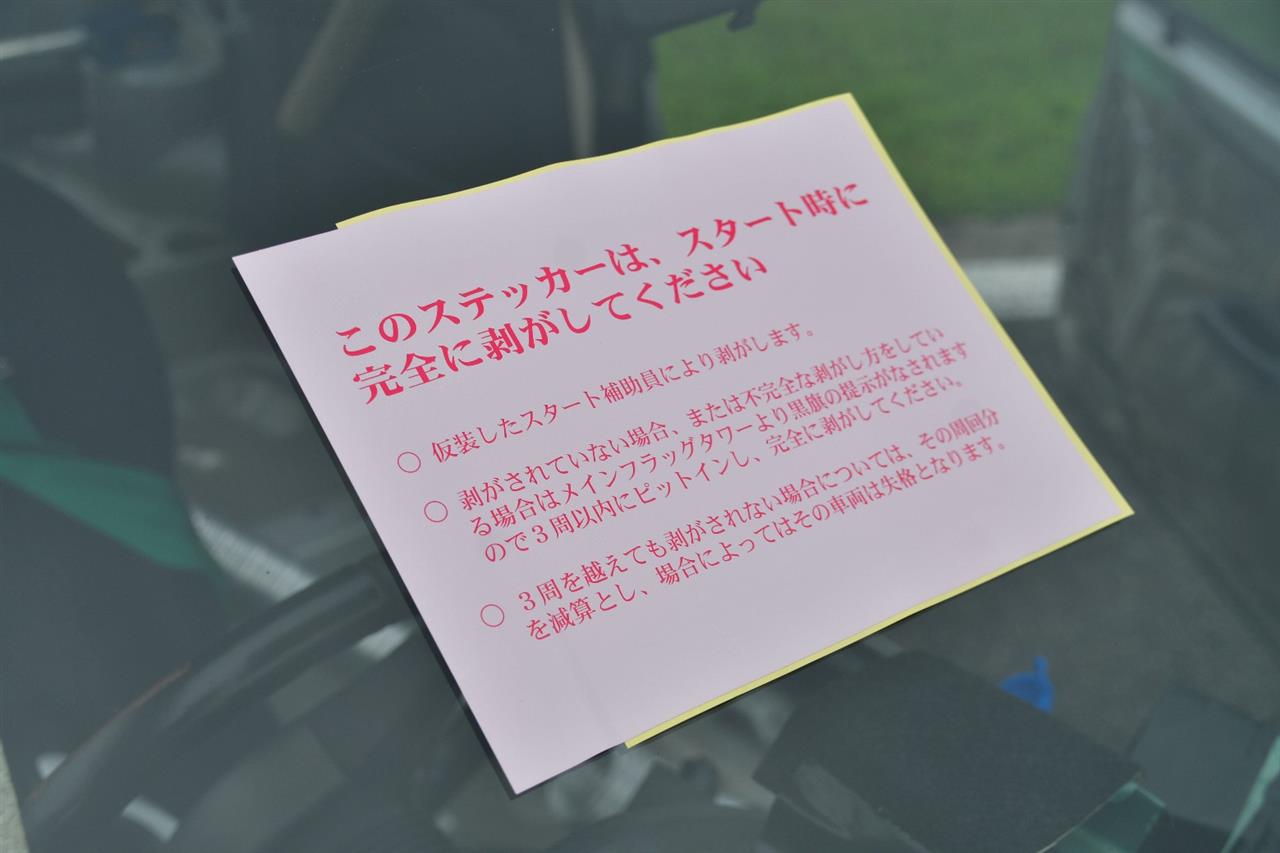 このステッカーは、スタート時に
完全に剥がしてください
○ 仮装したスタート補助員により剥がします。
○ 剥がされていない場合、または不完全な剥がし方をしてい
る場合はメインフラッグタワーより黒旗の提示がなされます
ので３周以内にピットインし、完全に剥がしてください。
○ ３周を越えても剥がされない場合については、その周回分
を減算とし、場合によってはその車両は失格となります。